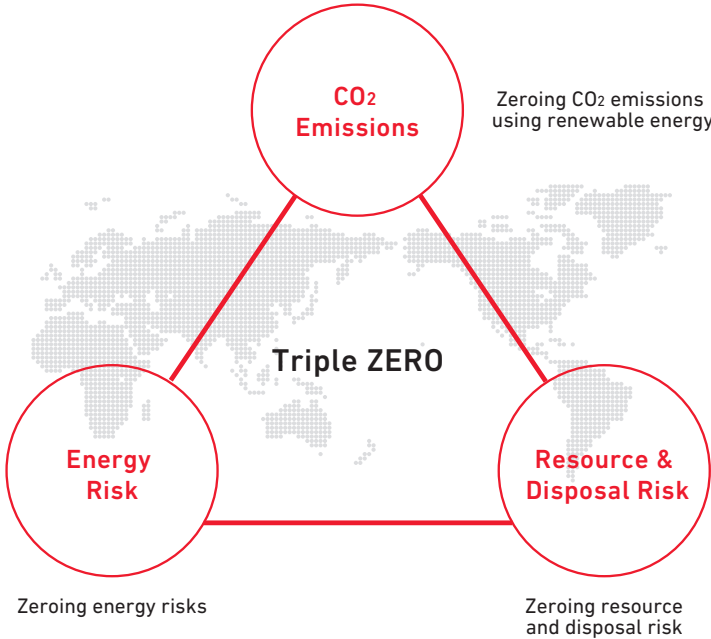 CO₂
Emissions
Zeroing CO₂ emissions
using renewable energy
Triple ZERO
Energy
Risk
Resource &
Disposal Risk
Zeroing energy risks
Zeroing resource
and disposal risk